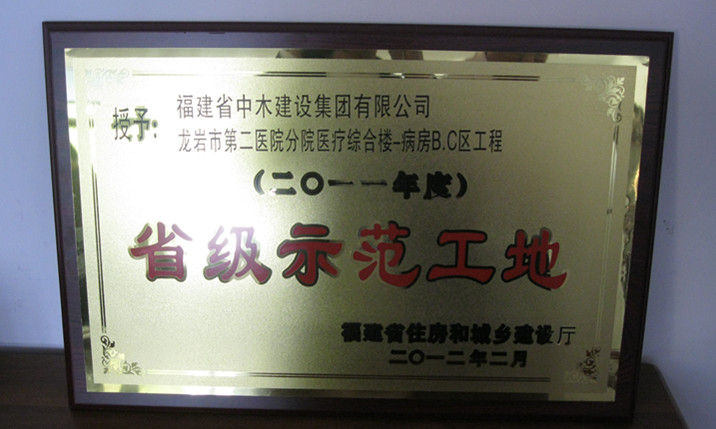 授予：
福建省中木建设集团有限公司
龙岩市第二医院分院医疗综合楼-病房B.C区工程
（二〇一一年度）
省级示范工地
福建省住房和城乡建设厅
二〇一二年二月